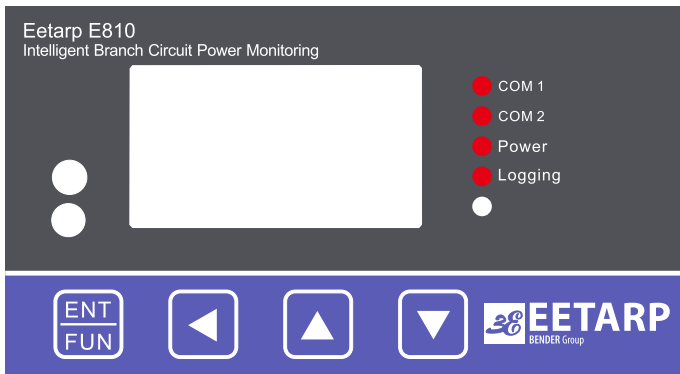 Eetarp E810
Intelligent Branch Circuit Power Monitoring
COM 1
COM 2
Power
Logging
ENT
FUN
EETARP
BENDER Group